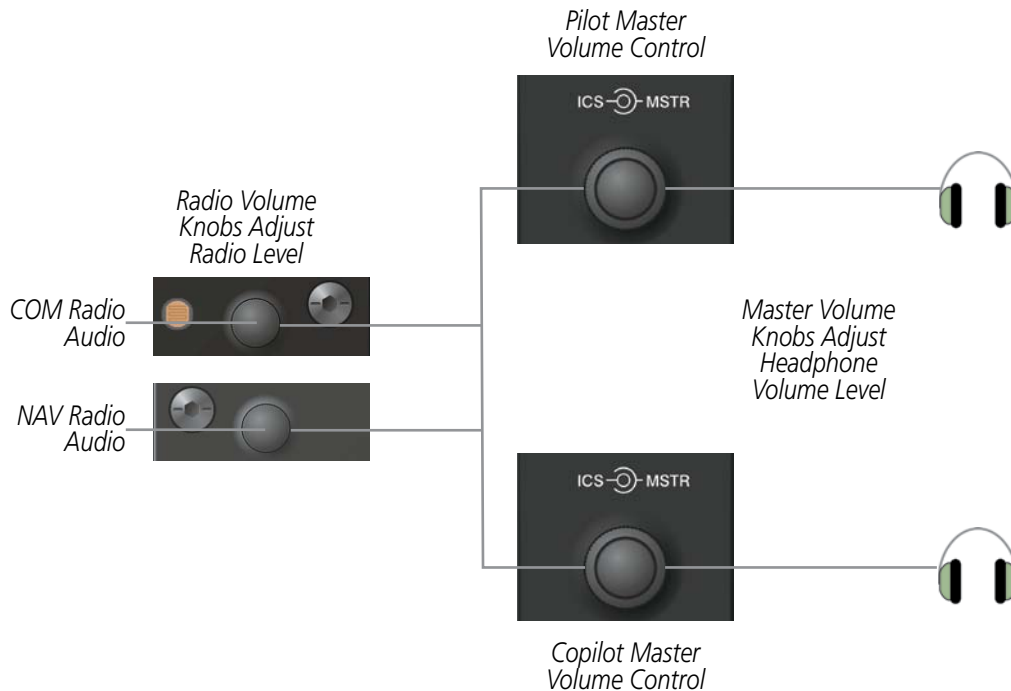 Pilot Master
Volume Control
ICS MSTR
Radio Volume
Knobs Adjust
Radio Level
COM Radio
Audio
NAV Radio
Audio
Master Volume
Knobs Adjust
Headphone
Volume Level
ICS MSTR
Copilot Master
Volume Control